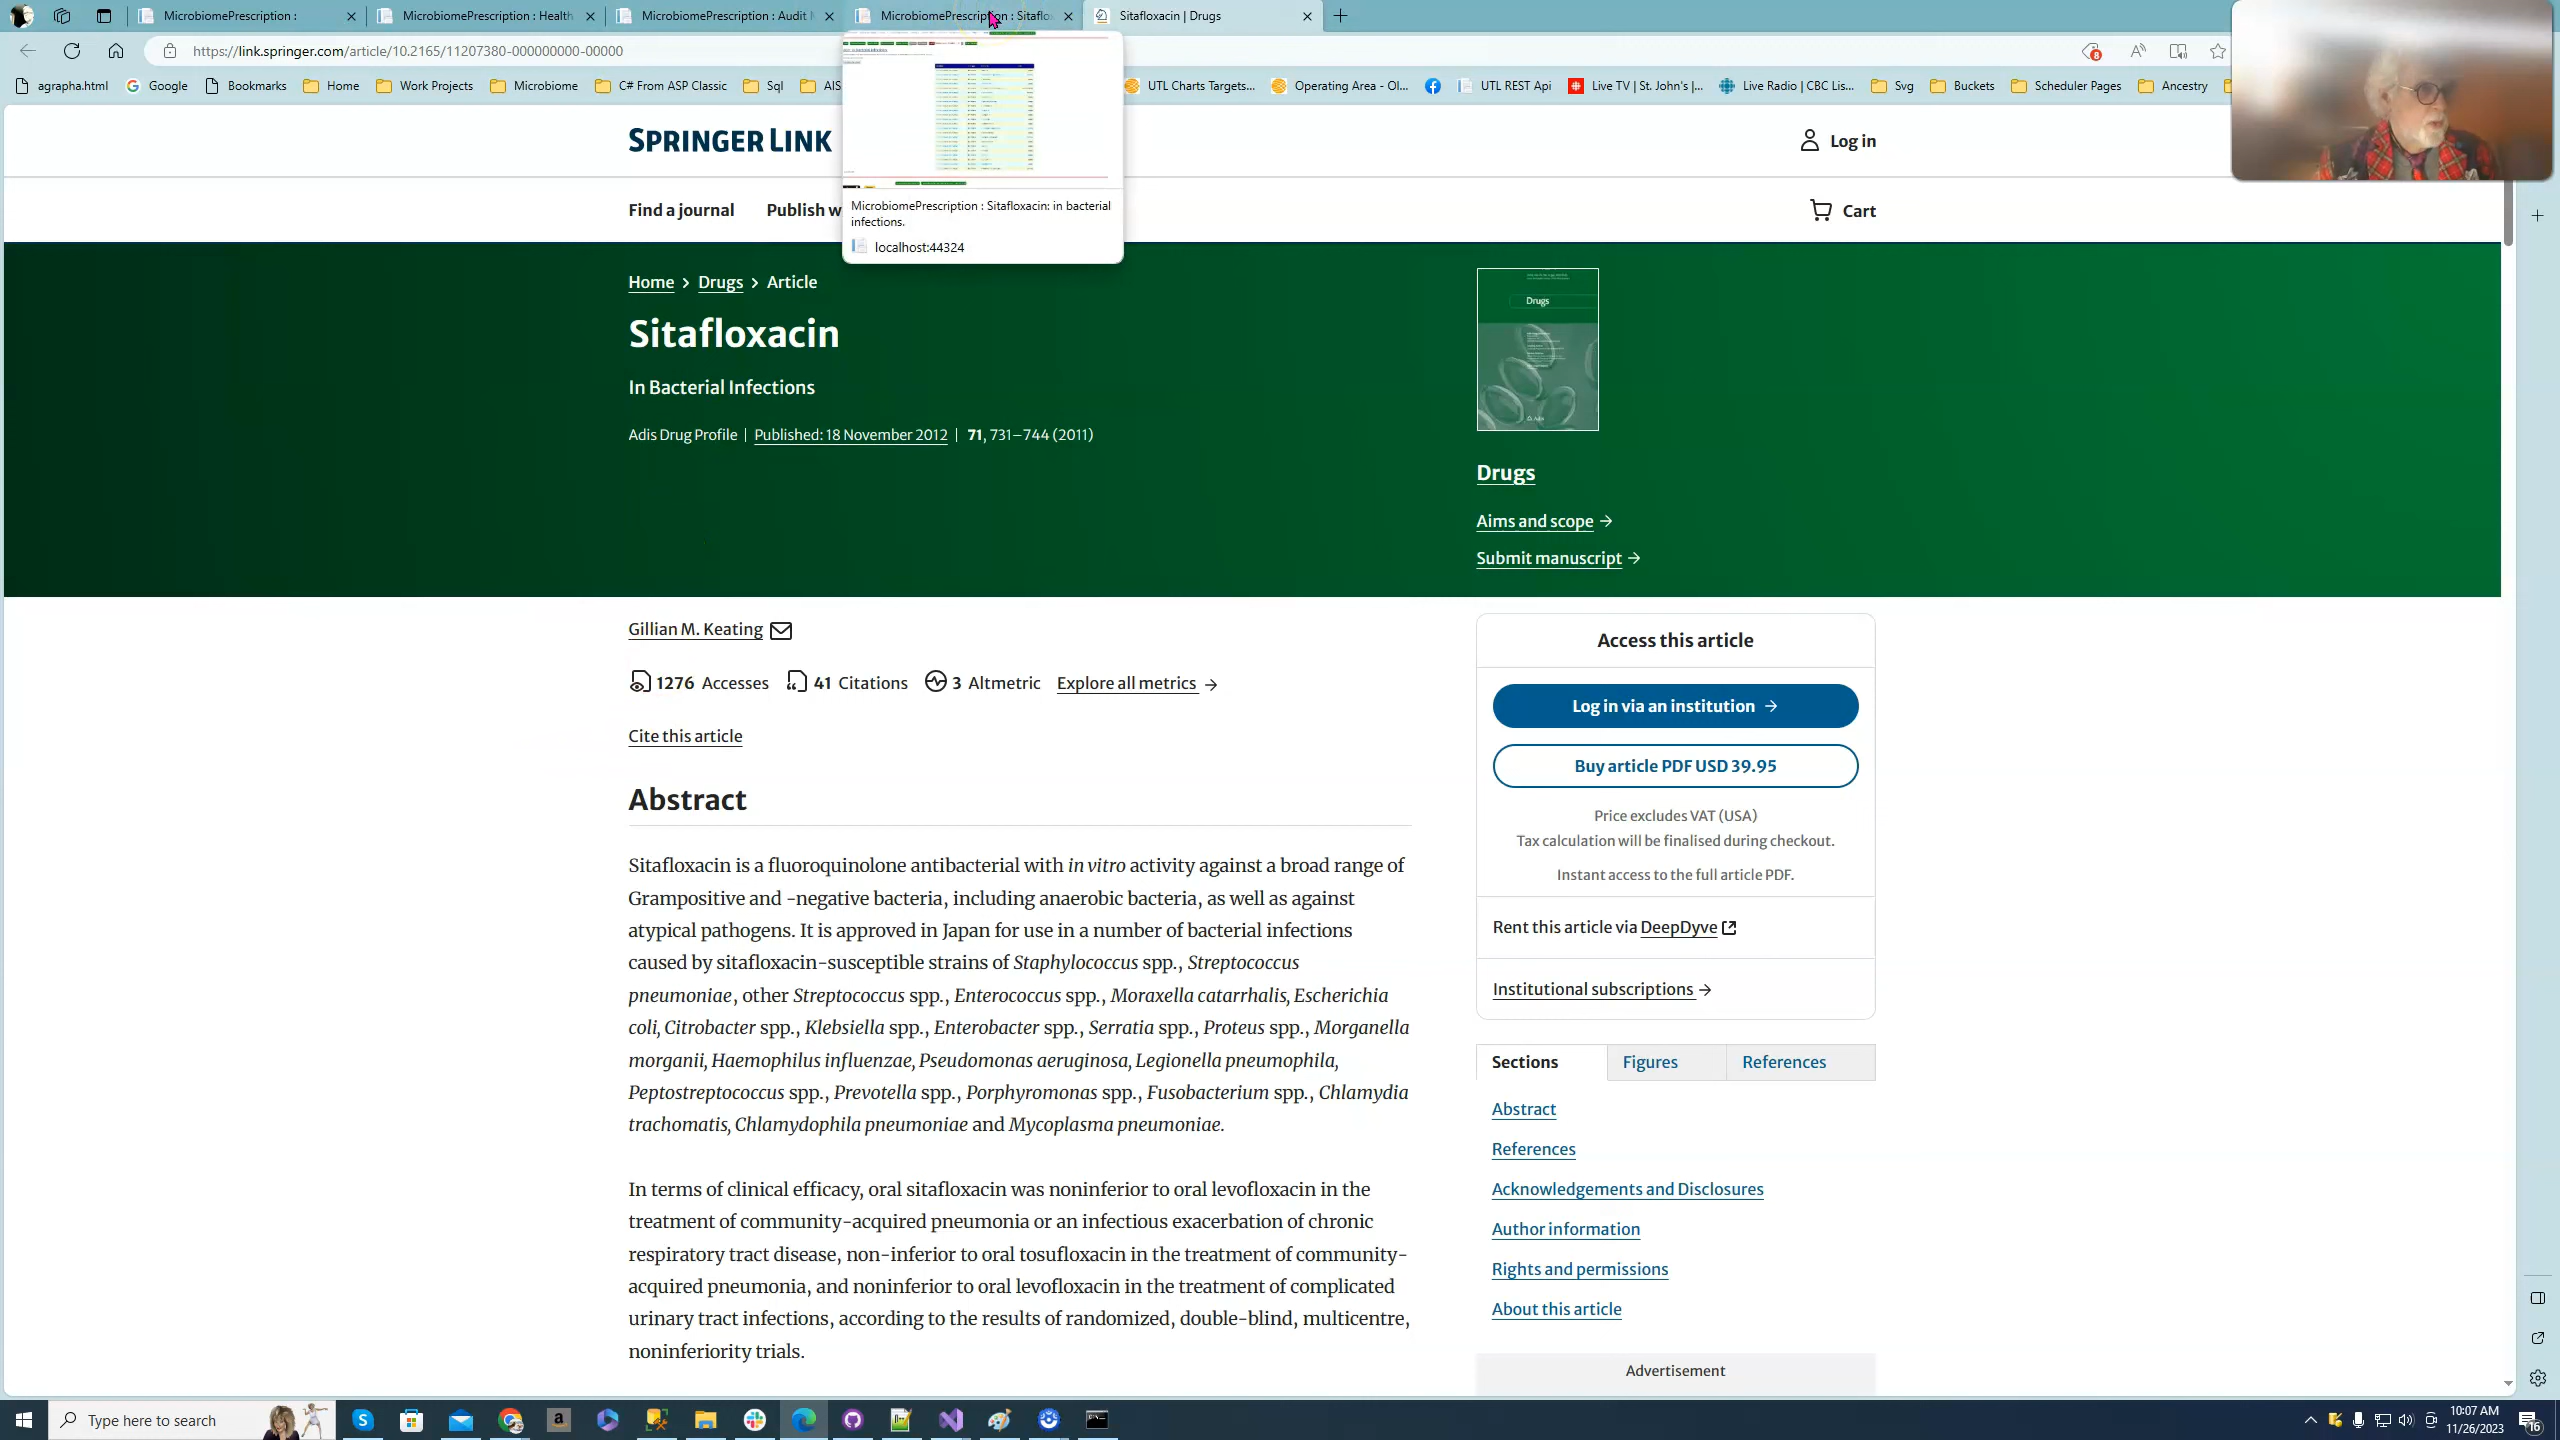 MicrobiomePrescription :
MicrobiomePrescription : Health
MicrobiomePrescription : Audit
MicrobiomePrescription : Sitaflo
Sitafloxacin | Drugs
https://link.springer.com/article/10.2165/11207380-000000000-00000
8
agrapha.html
Google
Bookmarks
Home
Work Projects
Microbiome
C# From ASP Classic
Sql
AIS
UTL Charts Targets...
Operating Area - Ol...
UTL REST Api
Live TV | St. John's |...
Live Radio | CBC Lis...
Svg
Buckets
Scheduler Pages
Ancestry
SPRINGER LINK
Log in
Find a journal
Publish w
Cart
MicrobiomePrescription : Sitafloxacin: in bacterial
infections.
localhost:44324
Home > Drugs > Article
Sitafloxacin
In Bacterial Infections
Adis Drug Profile | Published: 18 November 2012 | 71, 731–744 (2011)
Drugs
Drugs
Aims and scope →
Submit manuscript →
Gillian M. Keating
1276 Accesses 41 Citations 3 Altmetric Explore all metrics →
Cite this article
Abstract
Sitafloxacin is a fluoroquinolone antibacterial with in vitro activity against a broad range of
Grampositive and -negative bacteria, including anaerobic bacteria, as well as against
atypical pathogens. It is approved in Japan for use in a number of bacterial infections
caused by sitafloxacin-susceptible strains of Staphylococcus spp., Streptococcus
pneumoniae, other Streptococcus spp., Enterococcus spp., Moraxella catarrhalis, Escherichia
coli, Citrobacter spp., Klebsiella spp., Enterobacter spp., Serratia spp., Proteus spp., Morganella
morganii, Haemophilus influenzae, Pseudomonas aeruginosa, Legionella pneumophila,
Peptostreptococcus spp., Prevotella spp., Porphyromonas spp., Fusobacterium spp., Chlamydia
trachomatis, Chlamydophila pneumoniae and Mycoplasma pneumoniae.
In terms of clinical efficacy, oral sitafloxacin was noninferior to oral levofloxacin in the
treatment of community-acquired pneumonia or an infectious exacerbation of chronic
respiratory tract disease, non-inferior to oral tosufloxacin in the treatment of community-
acquired pneumonia, and noninferior to oral levofloxacin in the treatment of complicated
urinary tract infections, according to the results of randomized, double-blind, multicentre,
noninferiority trials.
Access this article
Log in via an institution →
Buy article PDF USD 39.95
Price excludes VAT (USA)
Tax calculation will be finalised during checkout.
Instant access to the full article PDF.
Rent this article via DeepDyve
Institutional subscriptions →
Sections
Figures
References
Abstract
References
Acknowledgements and Disclosures
Author information
Rights and permissions
About this article
Advertisement
Type here to search
10:07 AM
11/26/2023
16